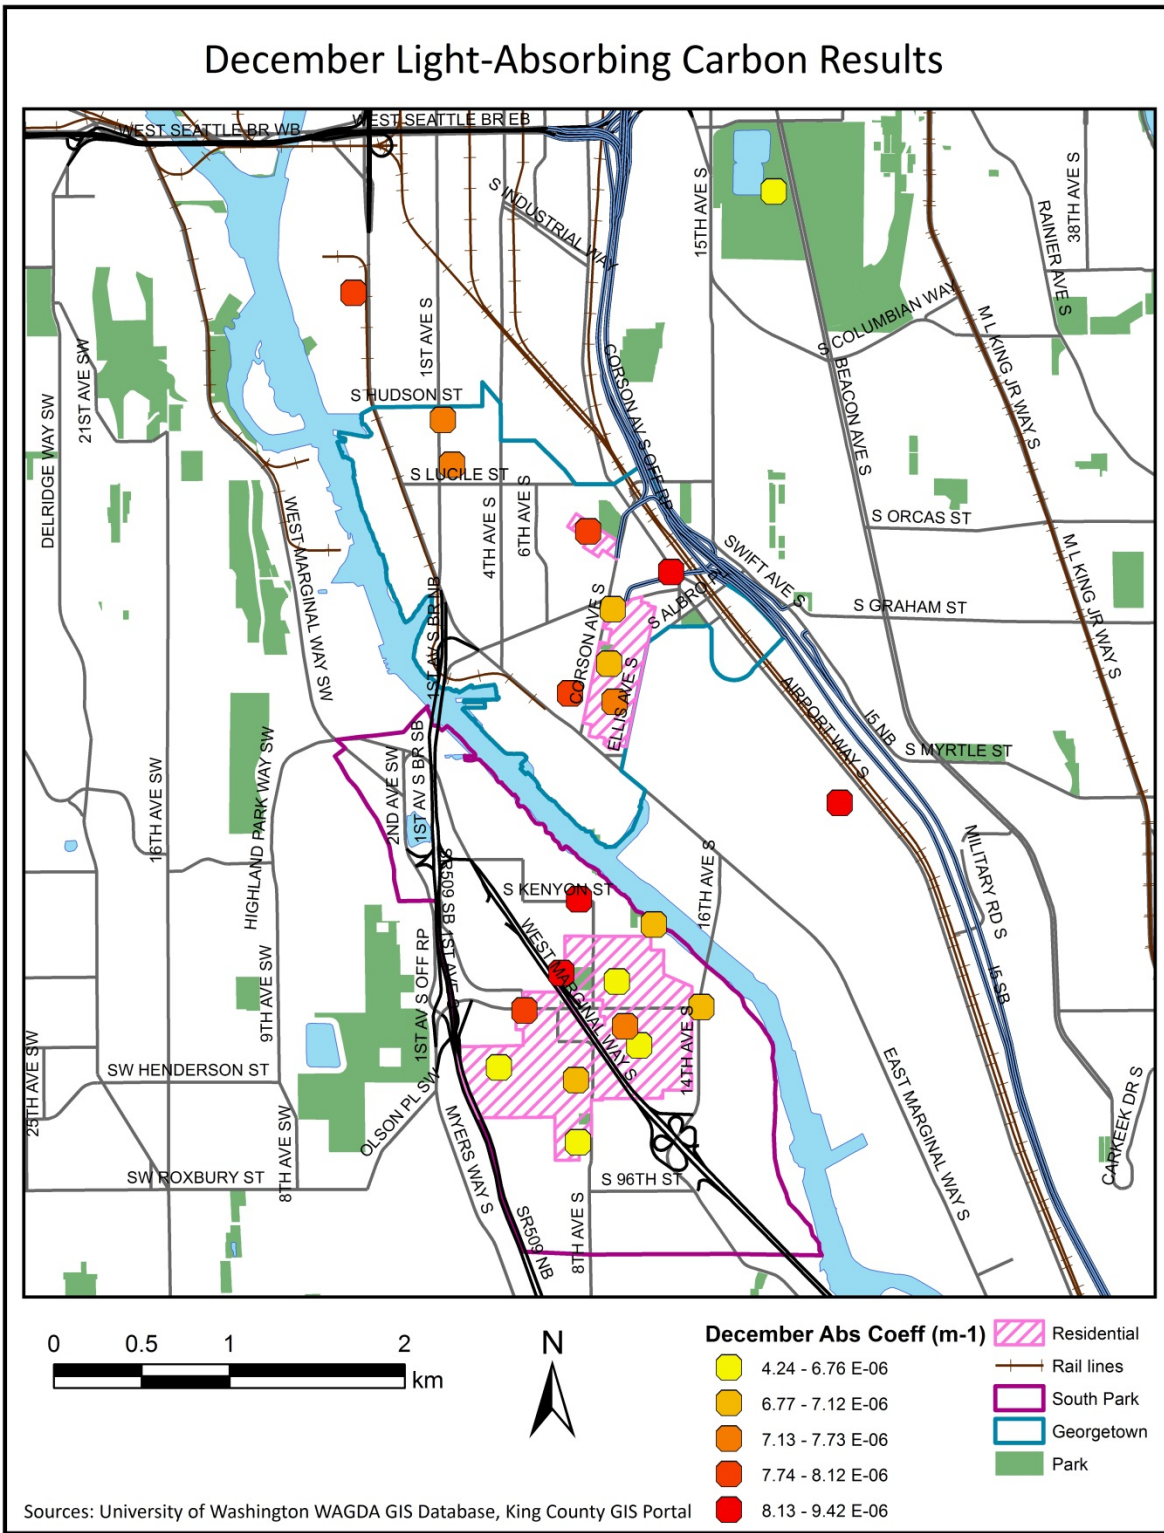 December Light-Absorbing Carbon Results
WEST SEATTLE BR WB
WEST SEATTLE BR EB
S INDUSTRIAL WAY
15TH AVE S
38TH AVE S
RAINIER AVE S
1ST AVE S
S COLUMBIAN WAY
M L KING JR WAY S
CORSON AV S OFF RP
BEACON AVE S
21ST AVE SW
DELRIDGE WAY SW
S HUDSON ST
S LUCILE ST
4TH AVE S
6TH AVE S
WEST MARGINAL WAY SW
S ORCAS ST
SWIFT AVE S
S ALBRO PL
S GRAHAM ST
M L KING JR WAY S
1ST AV S BR NB
CORSON AVE S
ELLIS AVE S
AIRPORT WAY S
I5 NB
S MYRTLE ST
16TH AVE SW
HIGHLAND PARK WAY SW
2ND AVE SW
1ST AV S BR SB
MILITARY RD S
16TH AVE S
S KENYON ST
SR509 SB
1ST AVE S
1ST AV S OFF RP
WEST MARGINAL WAY S
9TH AVE SW
I5 SB
14TH AVE S
EAST MARGINAL WAY S
25TH AVE SW
SW HENDERSON ST
OLSON PL SW
MYERS WAY S
8TH AVE SW
SW ROXBURY ST
S 96TH ST
8TH AVE S
SR509 NB
CARKEEK DR S
0 0.5 1 2
km
N
December Abs Coeff (m-1)
4.24 - 6.76 E-06
6.77 - 7.12 E-06
7.13 - 7.73 E-06
7.74 - 8.12 E-06
8.13 - 9.42 E-06
Residential
Rail lines
South Park
Georgetown
Park
Sources: University of Washington WAGDA GIS Database, King County GIS Portal